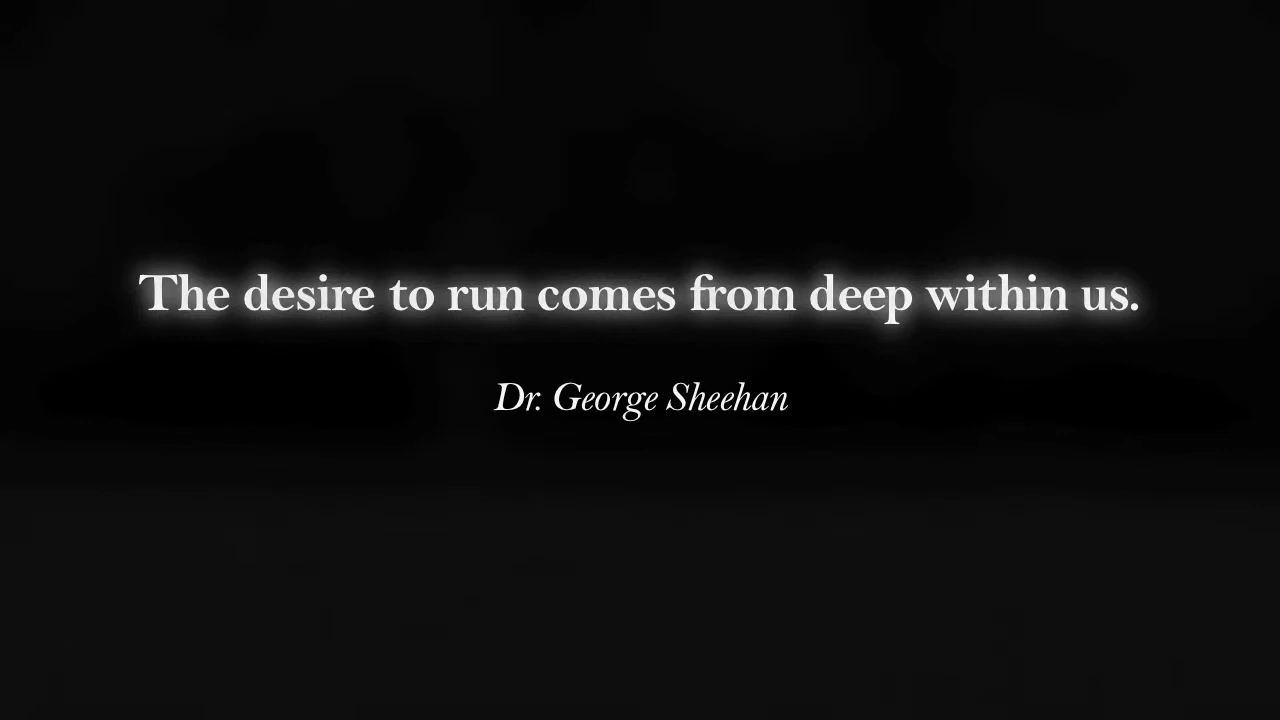 The desire to run comes from deep within us.
Dr. George Sheehan